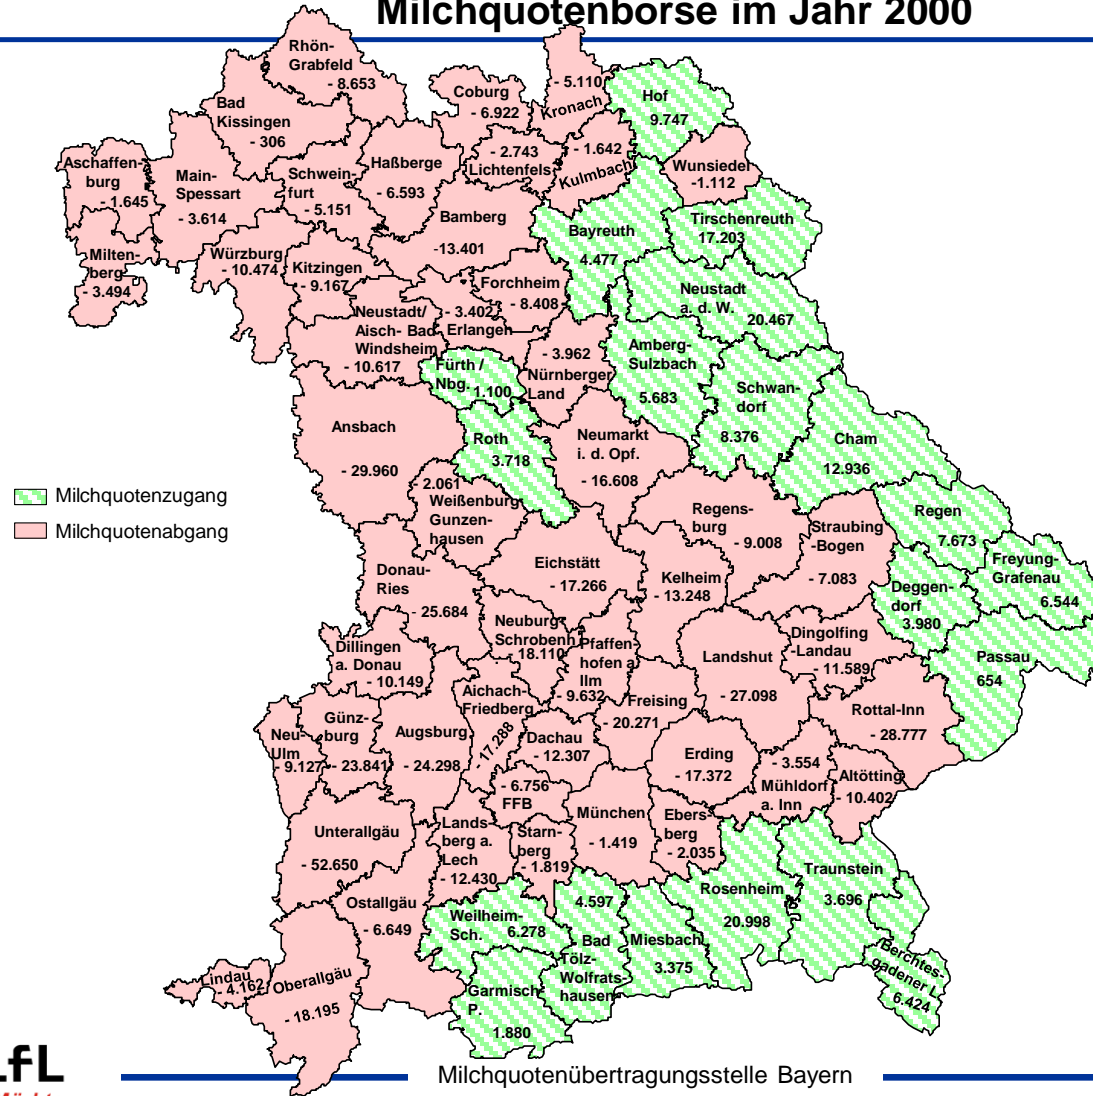 Milchquotenbörse im Jahr 2000
Rhön-
Grabfeld
- 8.653
Bad
Kissingen
- 306
Coburg
- 6.922
- 5.110
Kronach
Hof
9.747
Aschaffen-
burg
- 1.645
Main-
Spessart
- 3.614
Schwein-
furt
- 5.151
Haßberge
- 6.593
- 2.743
Lichtenfels
- 1.642
Kulmbach
Wunsiedel
-1.112
Milten-
berg
- 3.494
Würzburg
- 10.474
Kitzingen
- 9.167
Bamberg
-13.401
Bayreuth
4.477
Tirschenreuth
17.203
Forchheim
- 8.408
Neustadt/
Aisch- Bad
Windsheim
- 10.617
- 3.402
Erlangen
Neustadt
a. d. W.
20.467
Fürth /
Nbg.
1.100
- 3.962
Nürnberger
Land
Amberg-
Sulzbach
5.683
Schwan-
dorf
8.376
Ansbach
- 29.960
Roth
3.718
Neumarkt
i. d. Opf.
- 16.608
Cham
12.936
Milchquotenzugang
Milchquotenabgang
2.061
Weißenburg
Gunzen-
hausen
Regens-
burg
- 9.008
Straubing
-Bogen
- 7.083
Regen
7.673
Freyung-
Grafenau
6.544
Donau-
Ries
- 25.684
Eichstätt
- 17.266
Kelheim
- 13.248
Deggen-
dorf
3.980
Passau
654
Dillingen
a. Donau
- 10.149
Neuburg-
Schrobenh.
- 18.110
Pfaffen
hofen a
Ilm
- 9.632
Landshut
- 27.098
Dingolfing
-Landau
- 11.589
Rottal-Inn
- 28.777
Neu-
Ulm
- 9.127
Günz-
burg
- 23.841
Augsburg
- 24.298
Aichach-
Friedberg
- 17.288
Dachau
- 12.307
Freising
- 20.271
Erding
- 17.372
- 3.554
Mühldorf
a. Inn
Altötting
- 10.402
- 6.756
FFB
München
- 1.419
Ebers-
berg
- 2.035
Unterallgäu
- 52.650
Lands-
berg a.
Lech
- 12.430
Starn-
berg
- 1.819
Ostallgäu
- 6.649
Weilheim-
Sch.
6.278
4.597
Bad
Tölz-
Wolfrats-
hausen
Miesbach
3.375
Rosenheim
20.998
Traunstein
3.696
Berchtes-
gadener L.
6.424
Lindau
- 4.162
Oberallgäu
- 18.195
Garmisch-
P.
1.880
LfL
Milchquotenübertragungsstelle Bayern